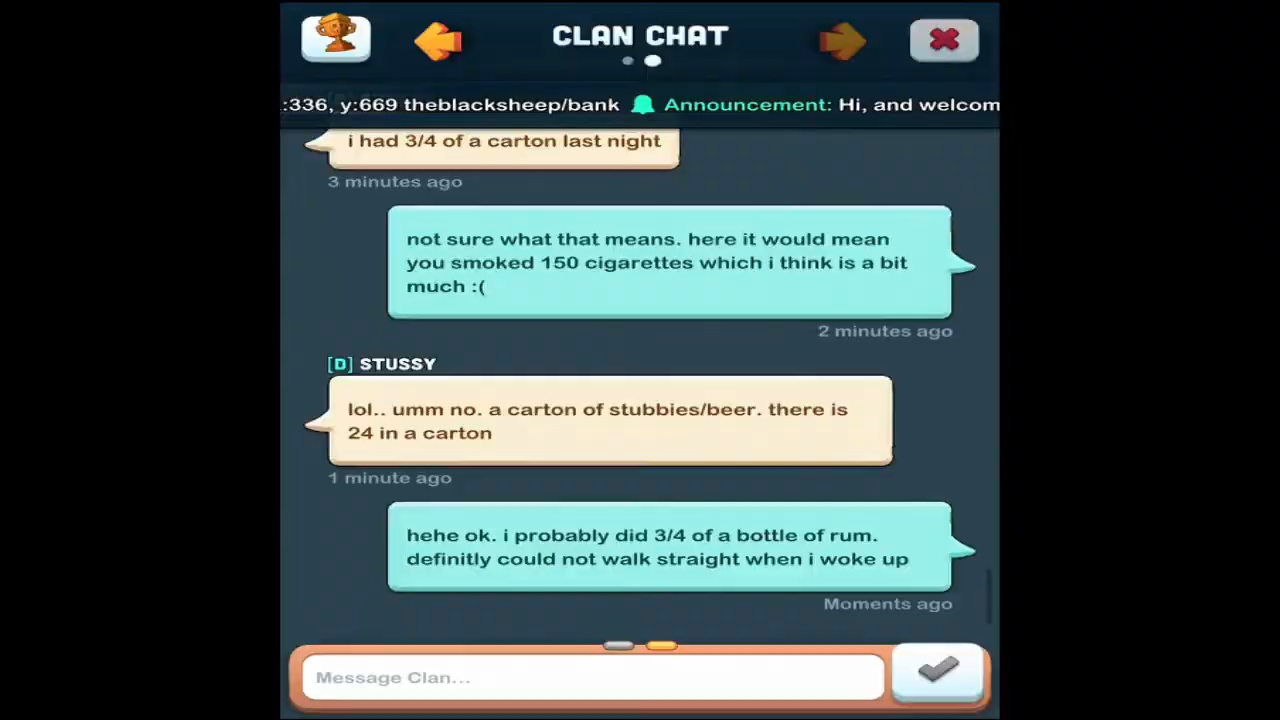 CLAN CHAT
:336, y:669 theblacksheep/bank Announcement: Hi, and welcom
i had 3/4 of a carton last night
3 minutes ago
not sure what that means. here it would mean
you smoked 150 cigarettes which i think is a bit
much :(
2 minutes ago
[D] STUSSY
lol.. umm no. a carton of stubbies/beer. there is
24 in a carton
1 minute ago
hehe ok. i probably did 3/4 of a bottle of rum.
definitly could not walk straight when i woke up
Moments ago
Message Clan...